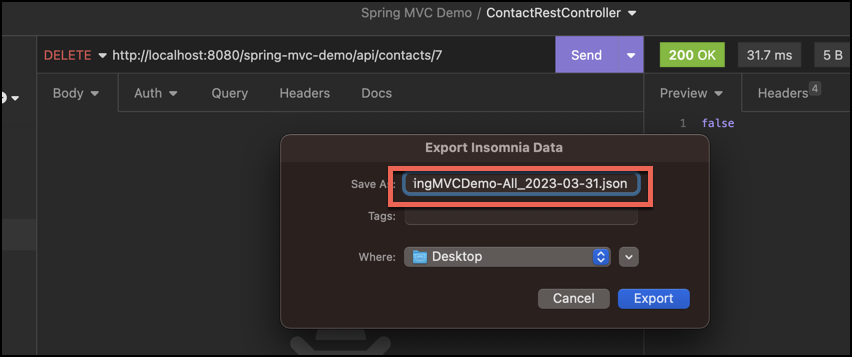 Spring MVC Demo / ContactRestController
DELETE http://localhost:8080/spring-mvc-demo/api/contacts/7 Send 200 OK 31.7 ms 5 B
Body Auth Query Headers Docs Preview Headers 4
1 false
Export Insomnia Data
Save As: ingMVCDemo-All_2023-03-31.json
Tags:
Where: Desktop
Cancel Export